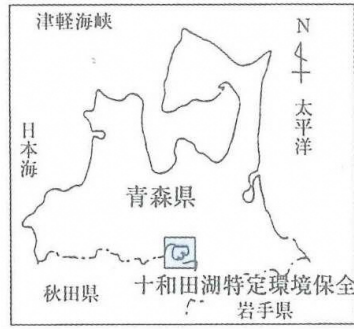 津軽海峡
N
太平洋
日本海
青森県
十和田湖特定環境保全
秋田県
岩手県